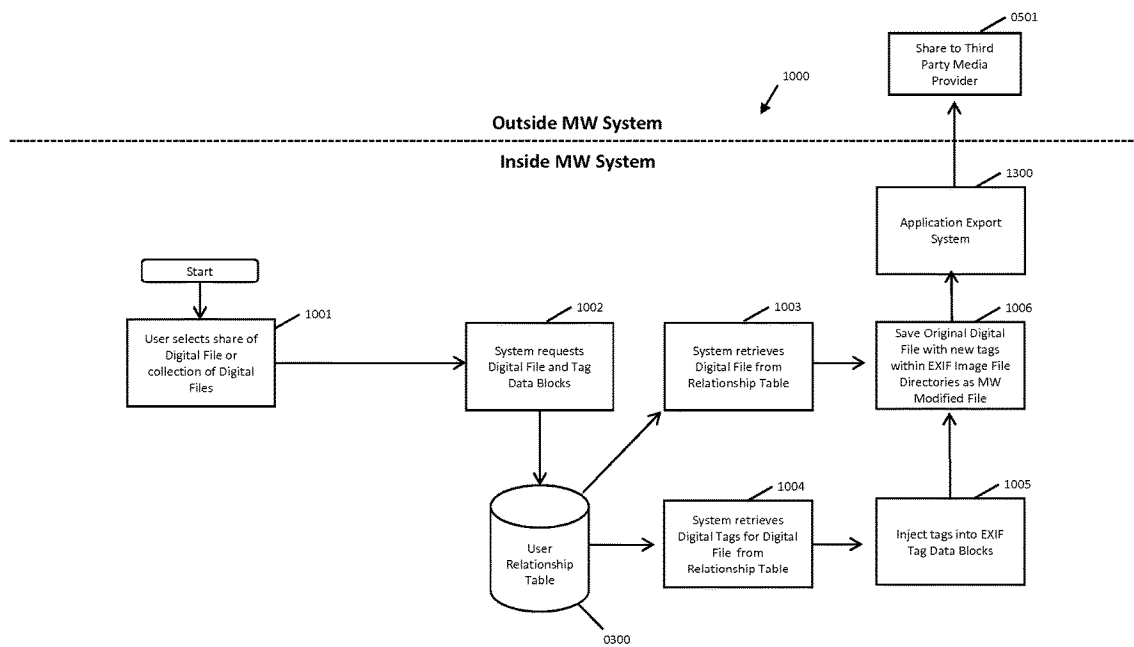 0501
Share to Third
Party Media
Provider
1000
Outside MW System
Inside MW System
1300
Application Export
System
Start
1001
User selects share of
Digital File or
collection of Digital
Files
1002
System requests
Digital File and Tag
Data Blocks
1003
System retrieves
Digital File from
Relationship Table
1006
Save Original Digital
File with new tags
within EXIF Image File
Directories as MW
Modified File
User
Relationship
Table
0300
1004
System retrieves
Digital Tags for Digital
File from
Relationship Table
1005
Inject tags into EXIF
Tag Data Blocks